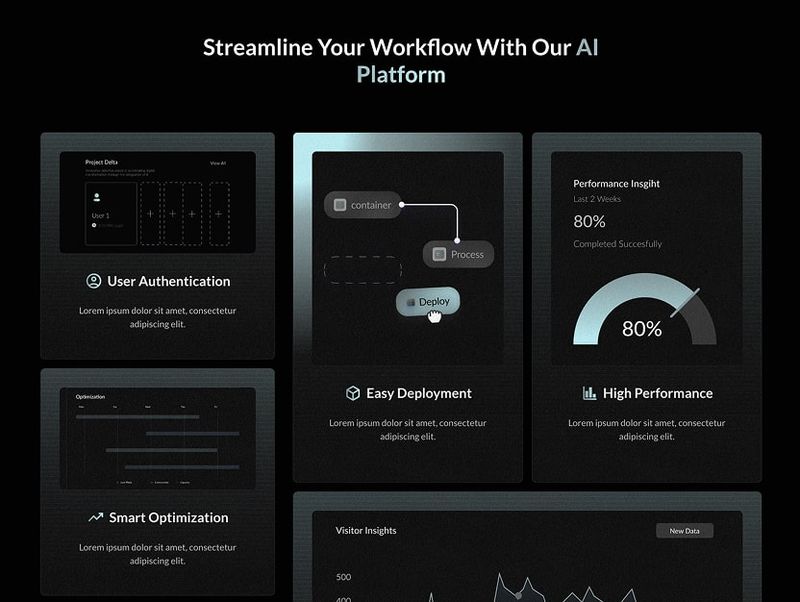 Streamline Your Workflow With Our AI
Platform
Project Delta
View All
User 1
User Authentication
Lorem ipsum dolor sit amet, consectetur
adipiscing elit.
container
Process
Deploy
Easy Deployment
Lorem ipsum dolor sit amet, consectetur
adipiscing elit.
Performance Insgiht
Last 2 Weeks
80%
Completed Succesfully
80%
High Performance
Lorem ipsum dolor sit amet, consectetur
adipiscing elit.
Optimization
Smart Optimization
Lorem ipsum dolor sit amet, consectetur
adipiscing elit.
Visitor Insights
New Data
500
400